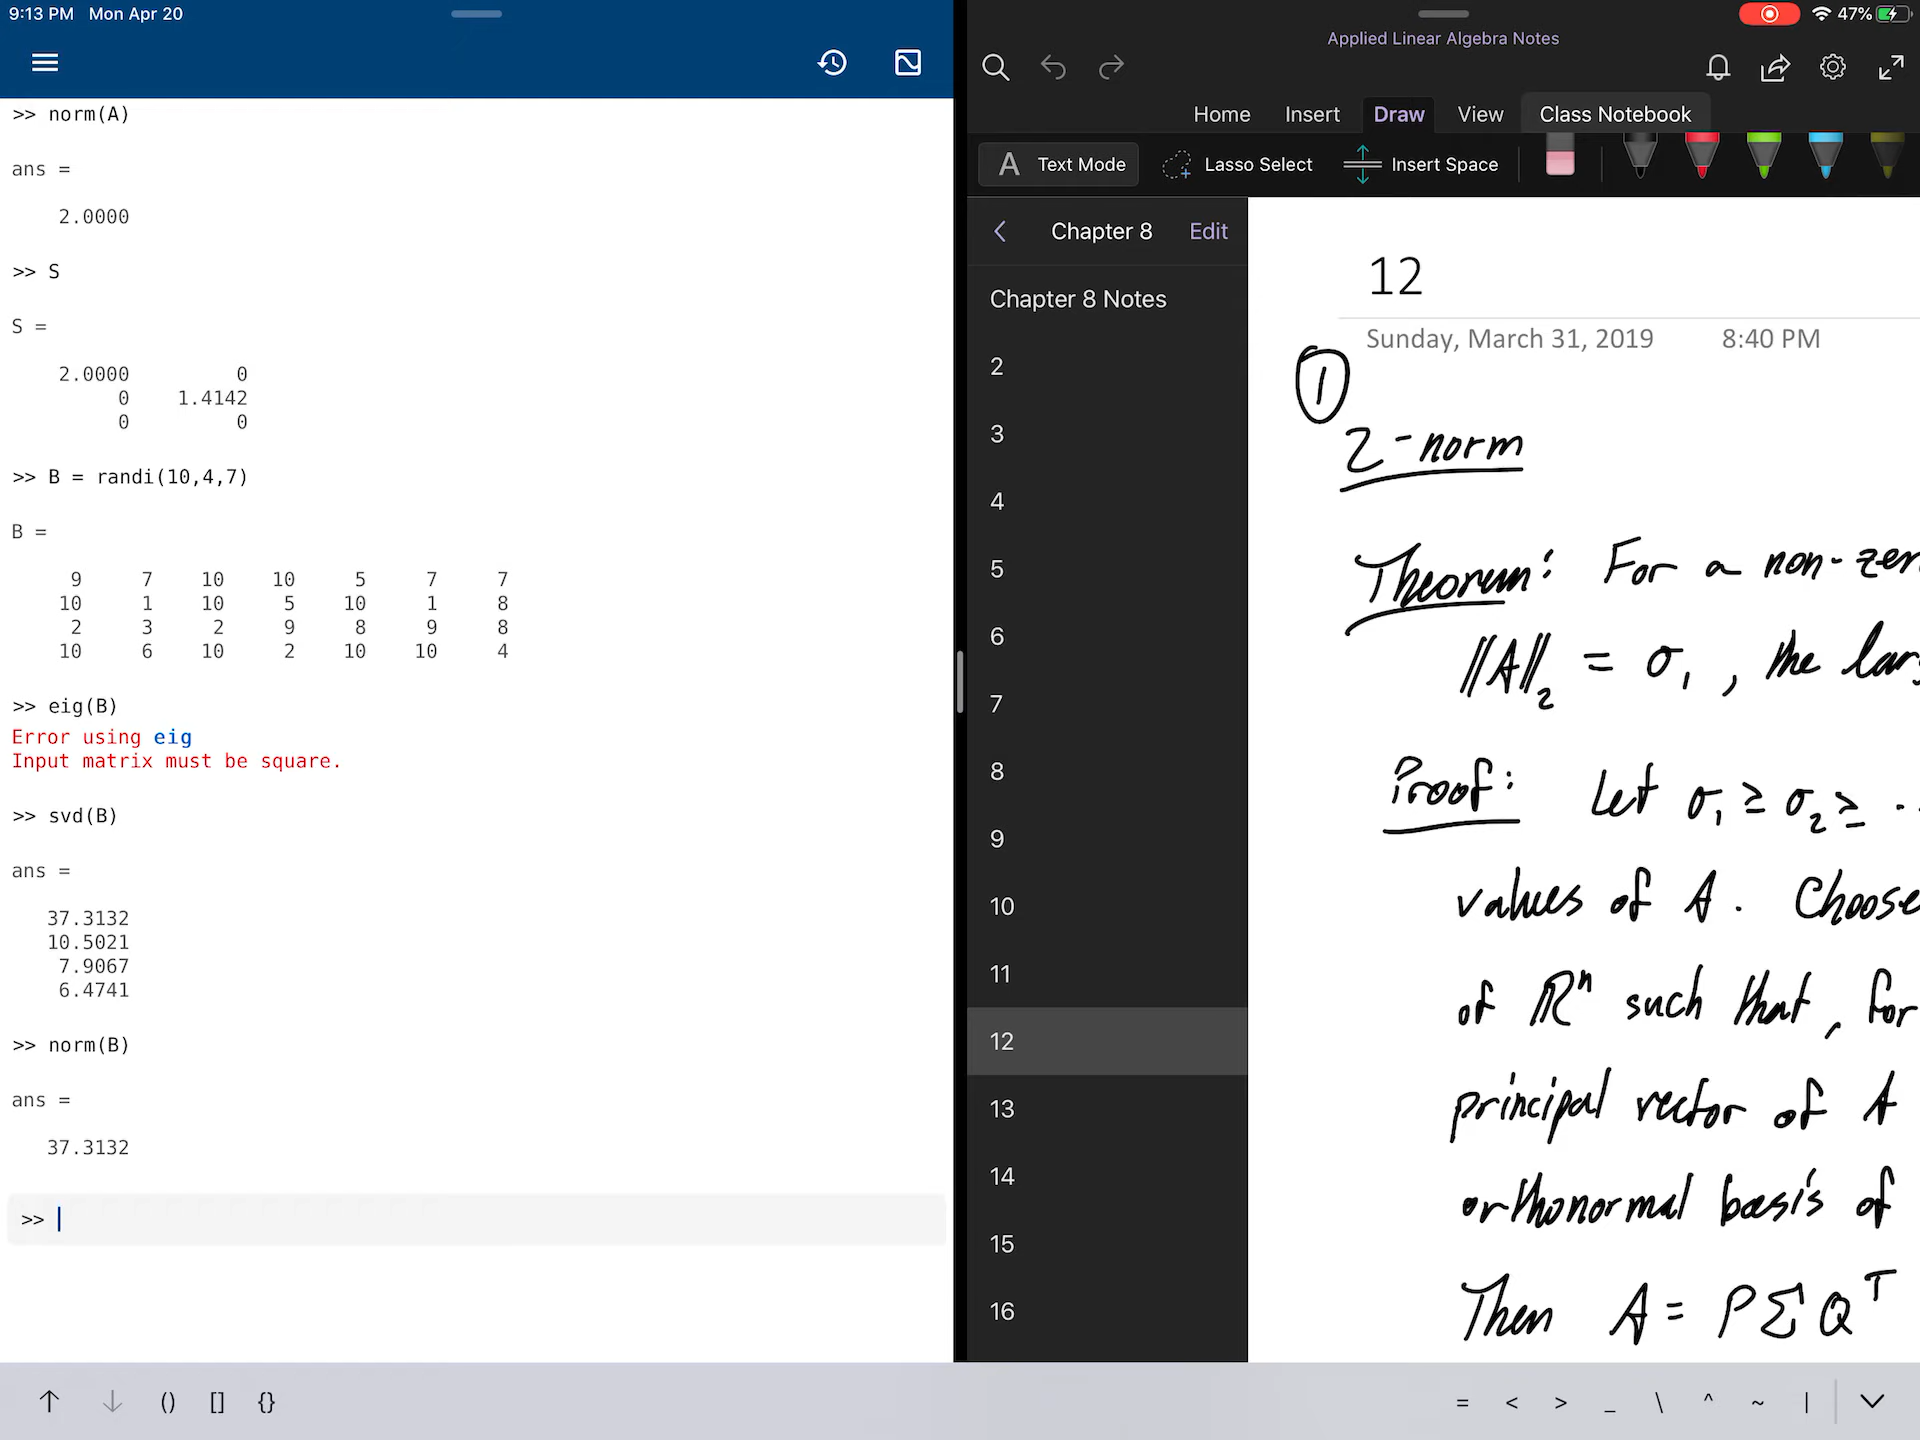 9:13 PM Mon Apr 20
>> norm(A)
ans =
2.0000
>> S
S =
2.0000 0
0 1.4142
0 0
>> B = randi(10,4,7)
B =
9 7 10 10 5 7 7
10 1 10 5 10 1 8
2 3 2 9 8 9 8
10 6 10 2 10 10 4
>> eig(B)
Error using eig
Input matrix must be square.
>> svd(B)
ans =
37.3132
10.5021
7.9067
6.4741
>> norm(B)
ans =
37.3132
>>
47%
Applied Linear Algebra Notes
Home Insert Draw View Class Notebook
A Text Mode Lasso Select Insert Space
Chapter 8 Edit
Chapter 8 Notes
2
3
4
5
6
7
8
9
10
11
12
13
14
15
16
12
Sunday, March 31, 2019 8:40 PM
1
2-norm
Theorem: For a non-zer
||A||₂ = σ₁, the lar
Proof: Let σ₁ ≥ σ₂ ≥ ..
values of A. Choose
of ℝⁿ such that, for
principal vector of A
orthonormal basis of
Then A = PΣQᵀ
() [] {} = < > _ \ ^ ~ |